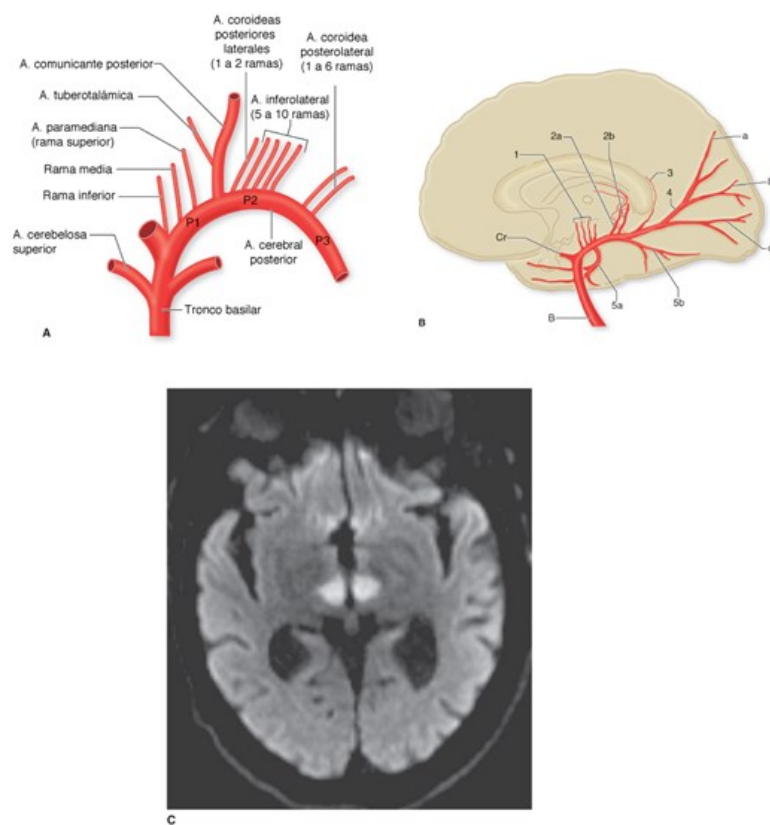 A. coroideas
posteriores
laterales
(1 a 2 ramas)
A. coroidea
posterolateral
(1 a 6 ramas)
A. comunicante posterior
A. tuberotalámica
A. inferolateral
(5 a 10 ramas)
A. paramediana
(rama superior)
Rama media
Rama inferior
P1
P2
P3
A. cerebelosa
superior
A. cerebral
posterior
Tronco basilar
A
2a
2b
1
3
4
a
Cr
5a
5b
B
B
C